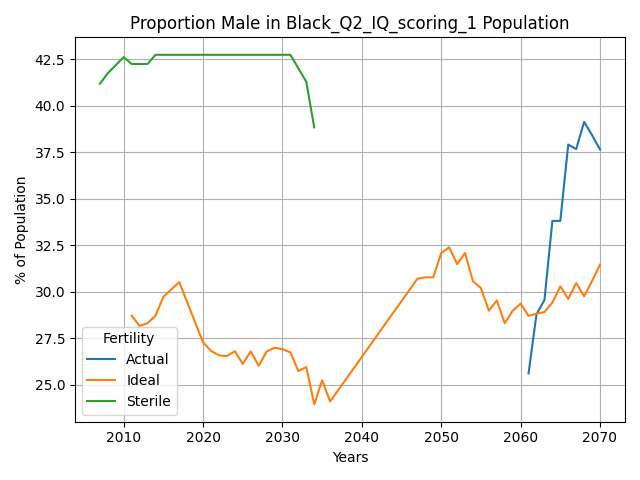 Proportion Male in Black_Q2_IQ_scoring_1 Population
% of Population
42.5
40.0
37.5
35.0
32.5
30.0
27.5
25.0
Fertility
Actual
Ideal
Sterile
2010 2020 2030 2040 2050 2060 2070
Years